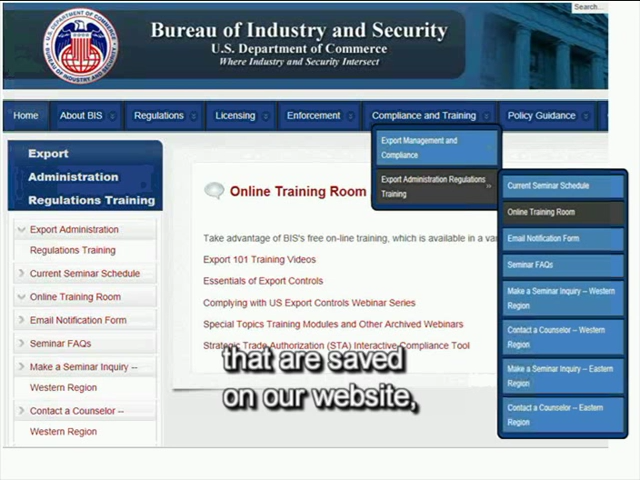 Search...
U.S. DEPARTMENT OF COMMERCE
BUREAU OF INDUSTRY AND SECURITY
Bureau of Industry and Security
U.S. Department of Commerce
Where Industry and Security Intersect
Home
About BIS
Regulations
Licensing
Enforcement
Compliance and Training
Policy Guidance
Export Management and
Compliance
Export Administration Regulations
Training
Current Seminar Schedule
Online Training Room
Email Notification Form
Seminar FAQs
Make a Seminar Inquiry -- Western
Region
Contact a Counselor -- Western
Region
Make a Seminar Inquiry -- Eastern
Region
Contact a Counselor -- Eastern
Region
Export
Administration
Regulations Training
Export Administration
Regulations Training
Current Seminar Schedule
Online Training Room
Email Notification Form
Seminar FAQs
Make a Seminar Inquiry --
Western Region
Contact a Counselor --
Western Region
Online Training Room
Take advantage of BIS's free on-line training, which is available in a
Export 101 Training Videos
Essentials of Export Controls
Complying with US Export Controls Webinar Series
Special Topics Training Modules and Other Archived Webinars
Strategic Trade Authorization (STA) Interactive Compliance Tool
that are saved
on our website,